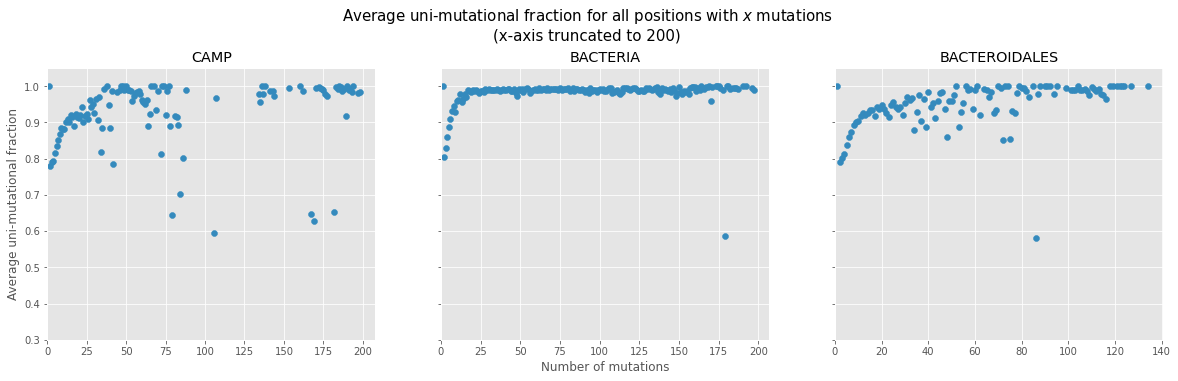 Average uni-mutational fraction for all positions with x mutations
(x-axis truncated to 200)
CAMP
BACTERIA
BACTEROIDALES
Average uni-mutational fraction
1.0
0.9
0.8
0.7
0.6
0.5
0.4
0.3
0 25 50 75 100 125 150 175 200
0 25 50 75 100 125 150 175 200
0 20 40 60 80 100 120 140
Number of mutations